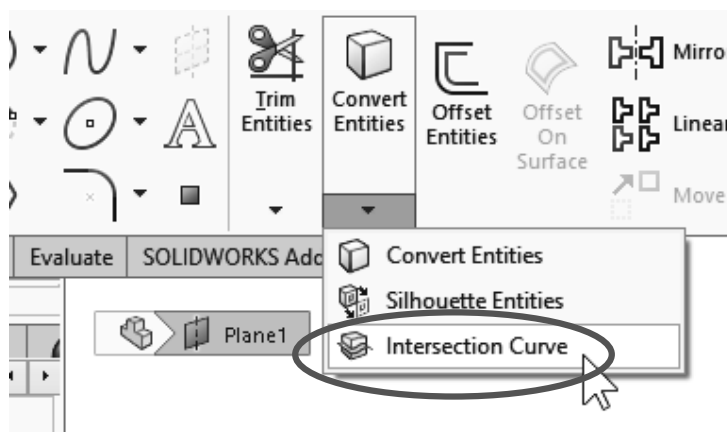 Trim
Entities
Convert
Entities
Offset
Entities
Offset
On
Surface
Mirro
Linear
Move
Evaluate
SOLIDWORKS Add
Convert Entities
Silhouette Entities
Intersection Curve
Plane1